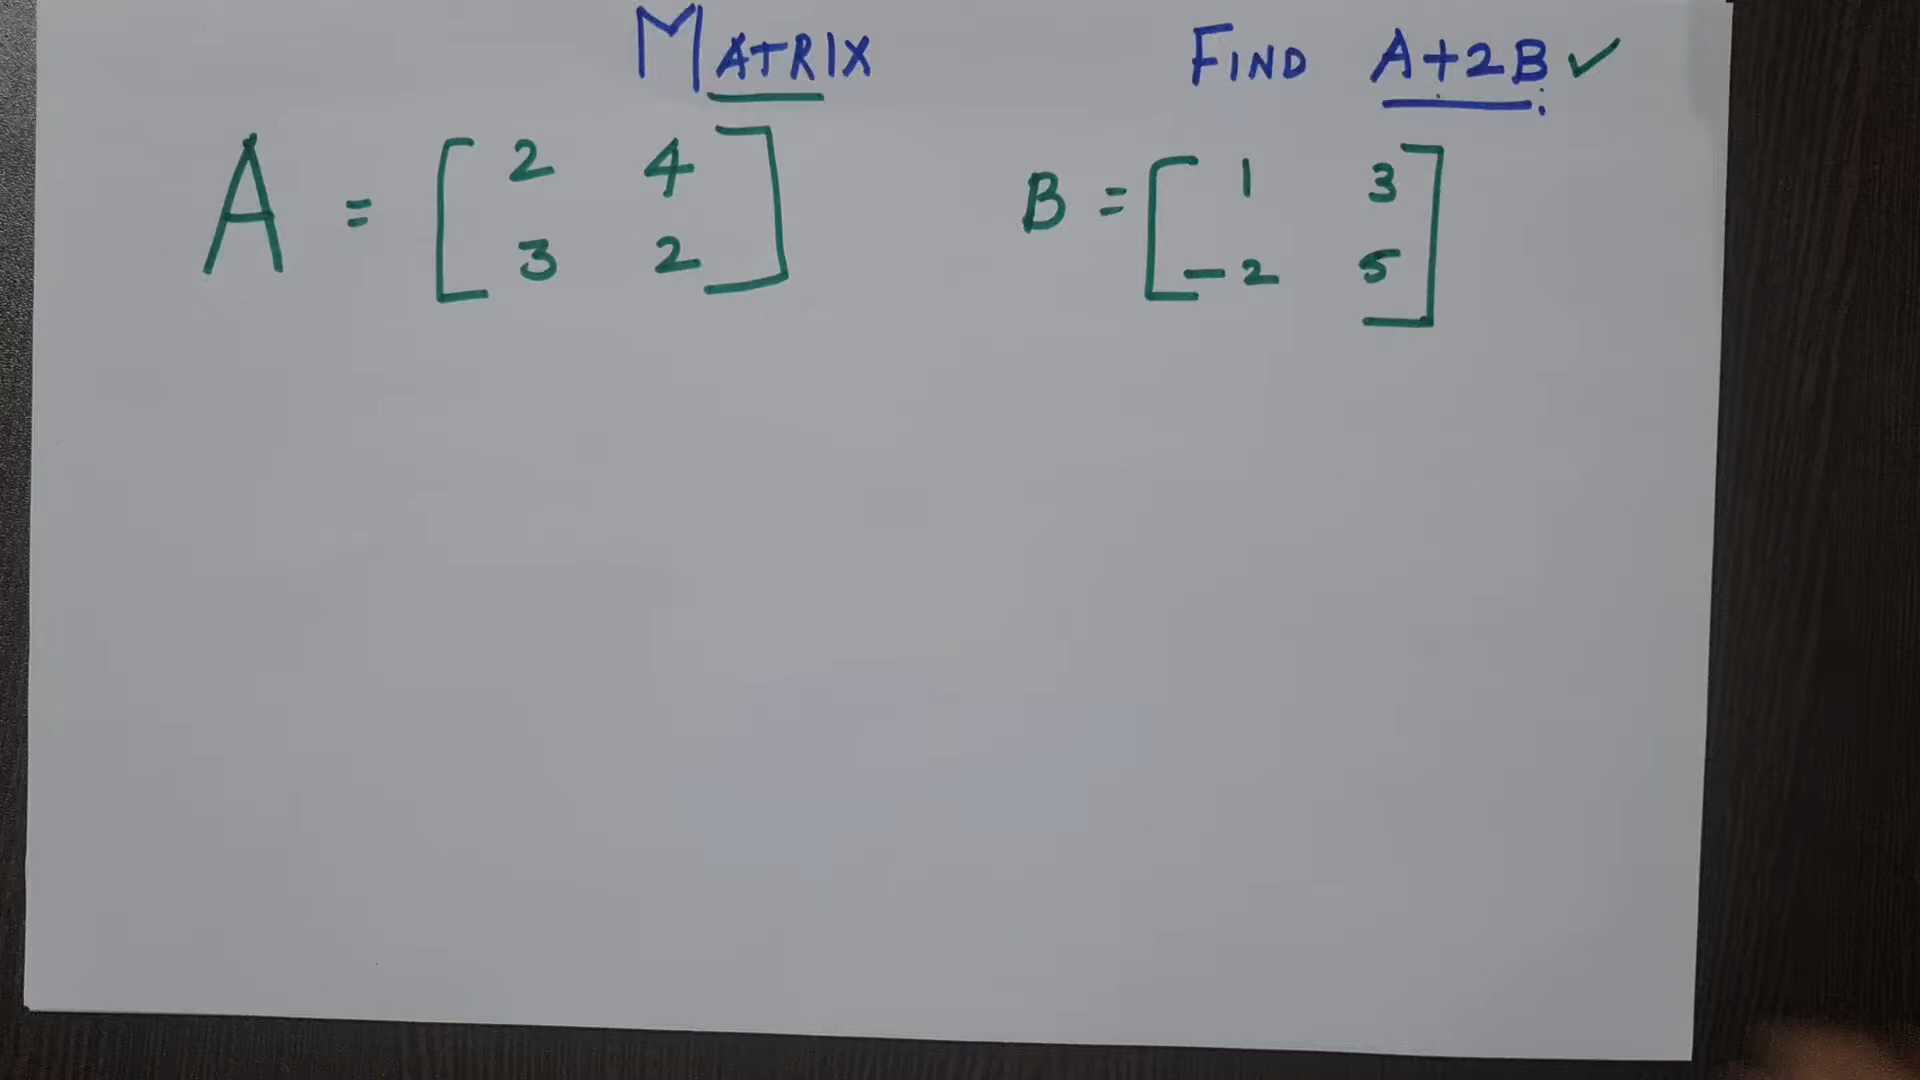 MATRIX
FIND A+2B ✓
A = [2 4
3 2]
B = [1 3
-2 5]